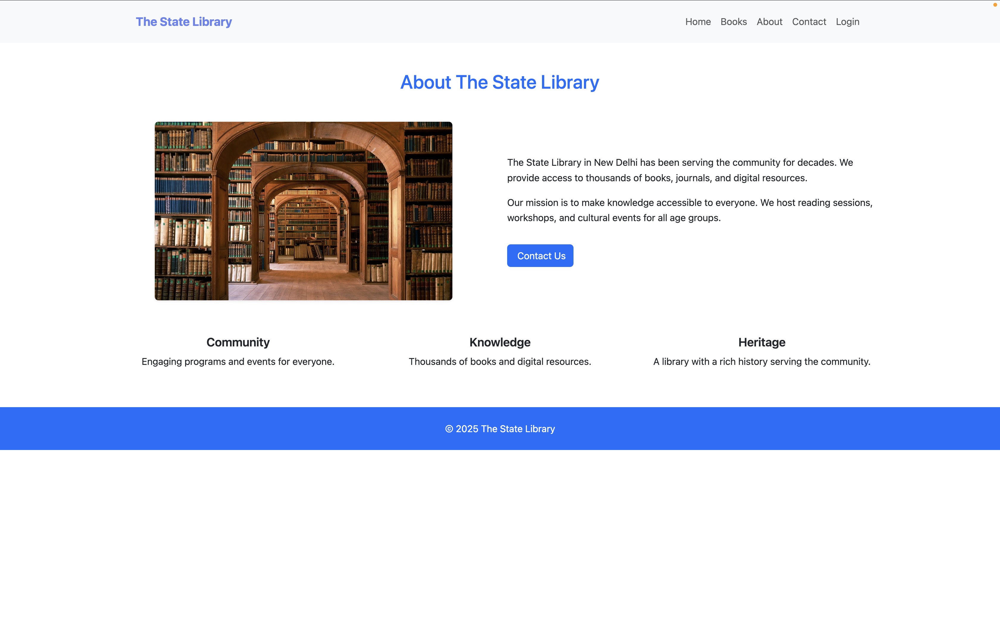 The State Library
Home Books About Contact Login
About The State Library
The State Library in New Delhi has been serving the community for decades. We
provide access to thousands of books, journals, and digital resources.
Our mission is to make knowledge accessible to everyone. We host reading sessions,
workshops, and cultural events for all age groups.
Contact Us
Community
Engaging programs and events for everyone.
Knowledge
Thousands of books and digital resources.
Heritage
A library with a rich history serving the community.
© 2025 The State Library